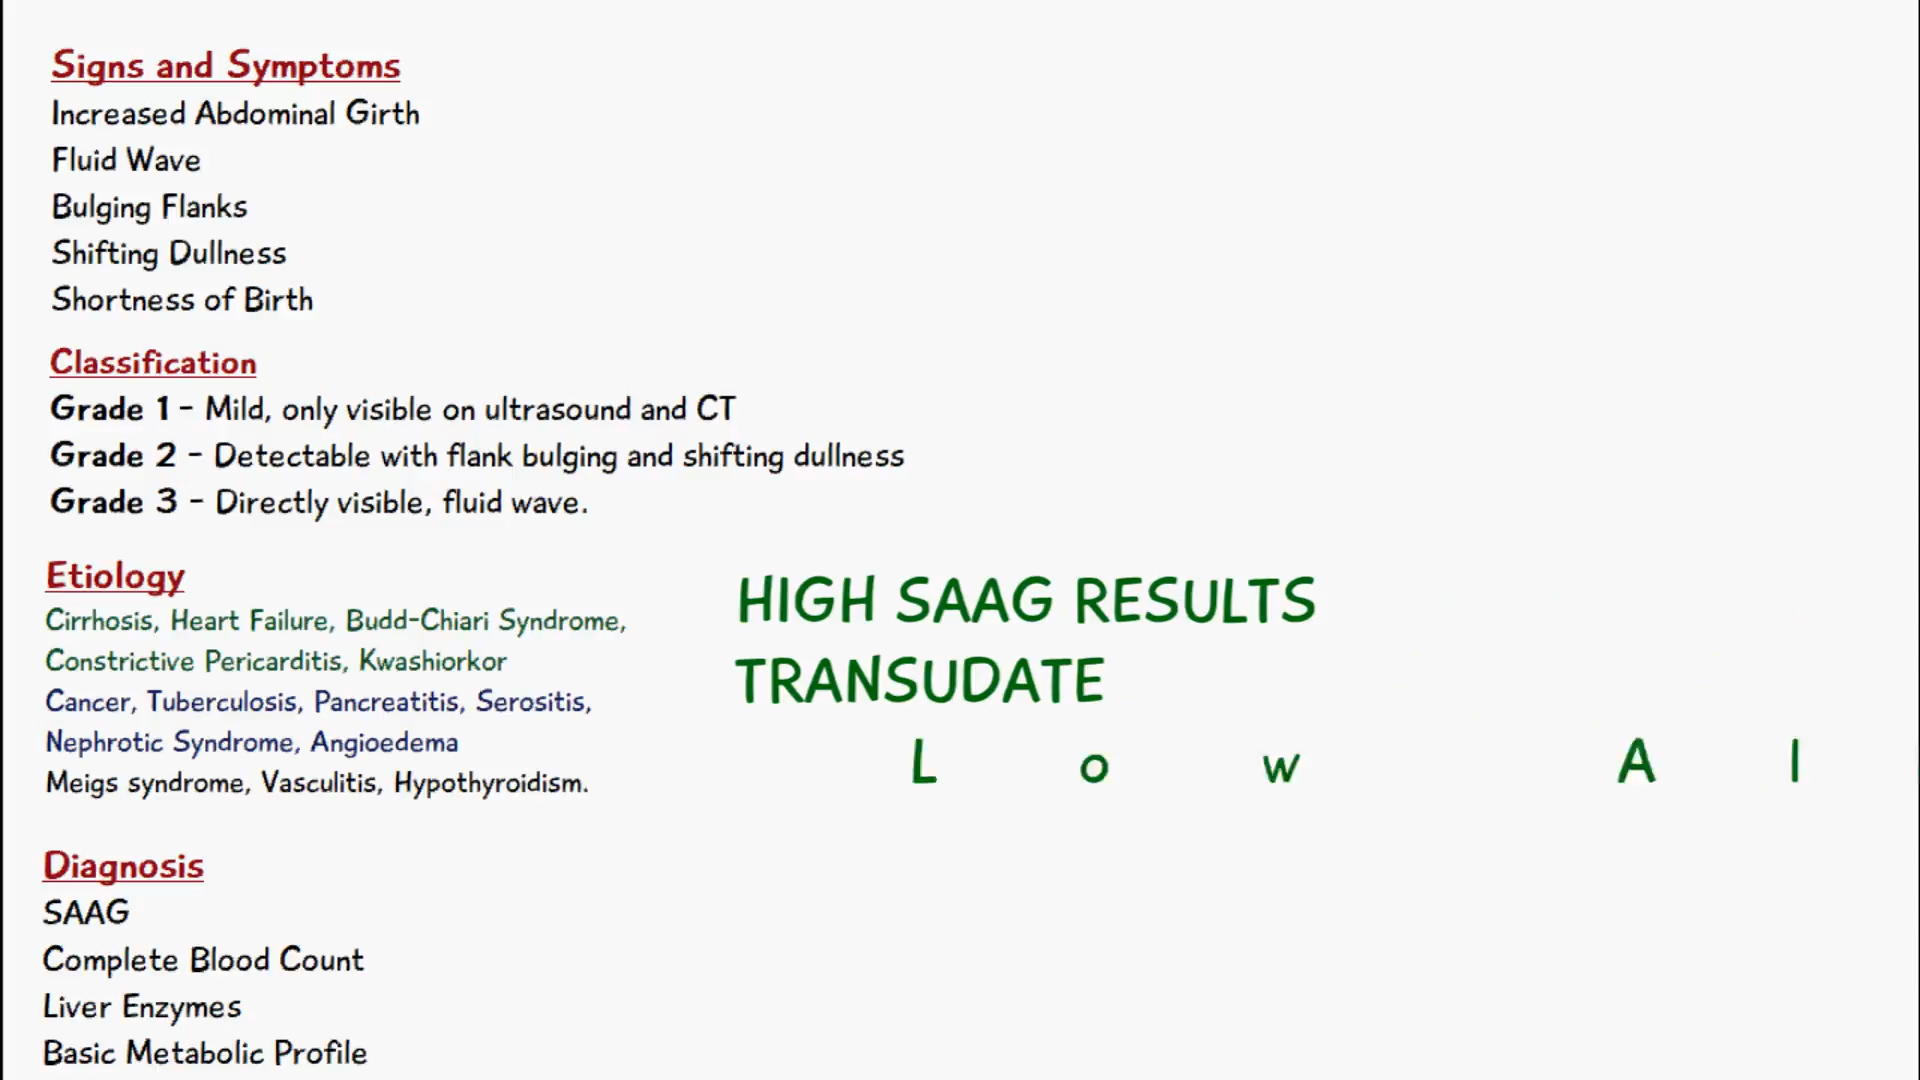 Signs and Symptoms
Increased Abdominal Girth
Fluid Wave
Bulging Flanks
Shifting Dullness
Shortness of Birth
Classification
Grade 1 - Mild, only visible on ultrasound and CT
Grade 2 - Detectable with flank bulging and shifting dullness
Grade 3 - Directly visible, fluid wave.
Etiology
Cirrhosis, Heart Failure, Budd-Chiari Syndrome,
Constrictive Pericarditis, Kwashiorkor
Cancer, Tuberculosis, Pancreatitis, Serositis,
Nephrotic Syndrome, Angioedema
Meigs syndrome, Vasculitis, Hypothyroidism.
HIGH SAAG RESULTS
TRANSUDATE
L o w A l
Diagnosis
SAAG
Complete Blood Count
Liver Enzymes
Basic Metabolic Profile